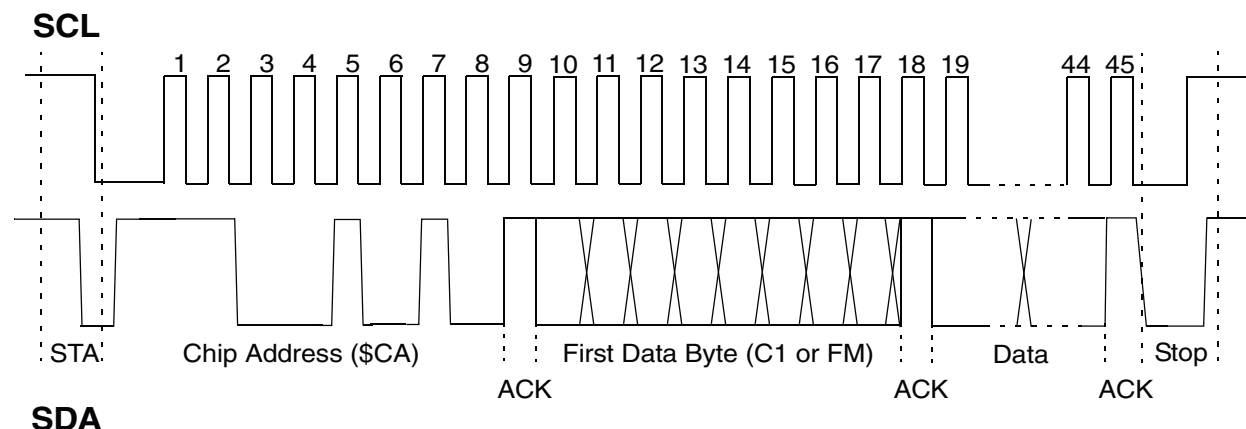 SCL
1 2 3 4 5 6 7 8 9 10 11 12 13 14 15 16 17 18 19 44 45
STA Chip Address ($CA) First Data Byte (C1 or FM) Data Stop
ACK ACK ACK
SDA